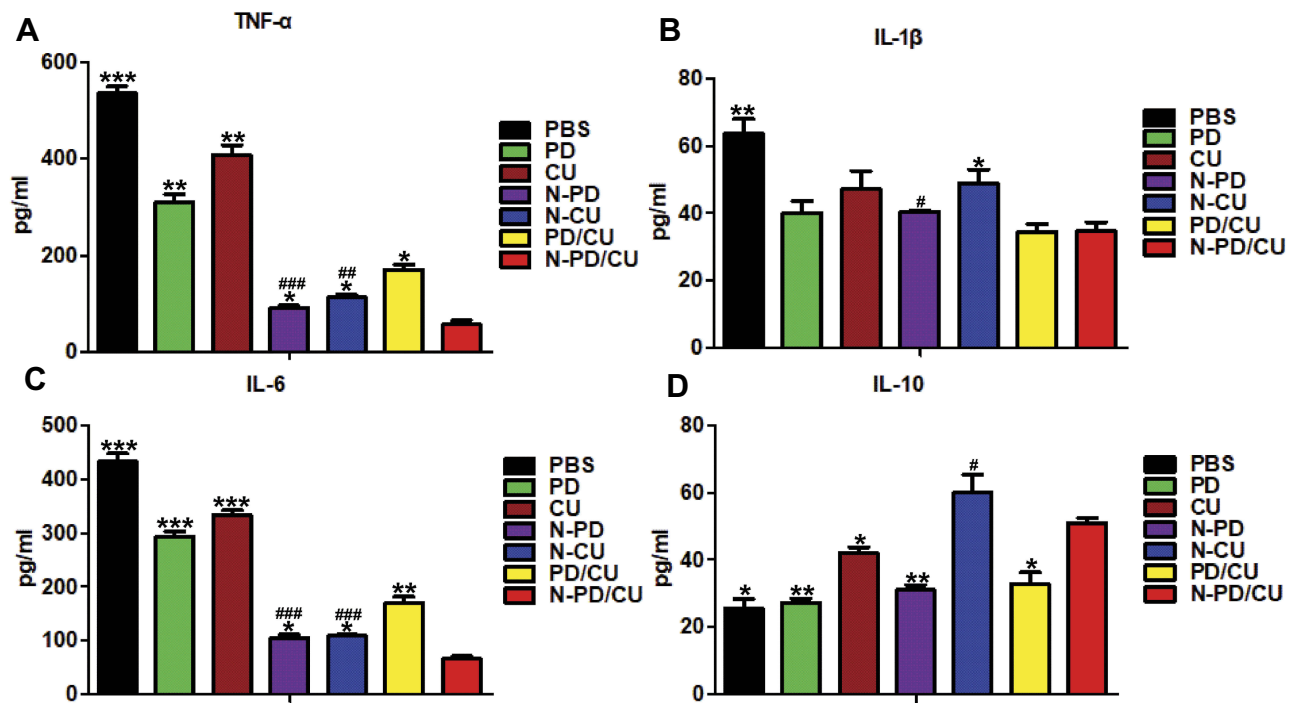 A
TNF-α
600
400
200
0
pg/ml
***
**
**
###
*
##
*
*
PBS
PD
CU
N-PD
N-CU
PD/CU
N-PD/CU
B
IL-1β
80
60
40
20
0
pg/ml
**
#
*
PBS
PD
CU
N-PD
N-CU
PD/CU
N-PD/CU
C
IL-6
500
400
300
200
100
0
pg/ml
***
***
***
###
*
###
*
**
PBS
PD
CU
N-PD
N-CU
PD/CU
N-PD/CU
D
IL-10
80
60
40
20
0
pg/ml
*
**
*
**
#
*
PBS
PD
CU
N-PD
N-CU
PD/CU
N-PD/CU